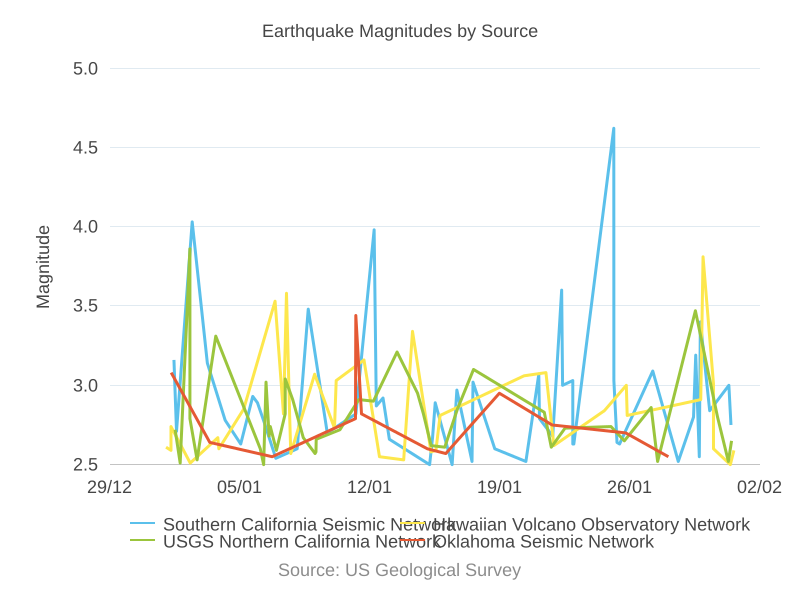 Earthquake Magnitudes by Source
5.0
4.5
4.0
3.5
3.0
2.5
Magnitude
29/12 05/01 12/01 19/01 26/01 02/02
Southern California Seismic Network Hawaiian Volcano Observatory Network
USGS Northern California Network Oklahoma Seismic Network
Source: US Geological Survey